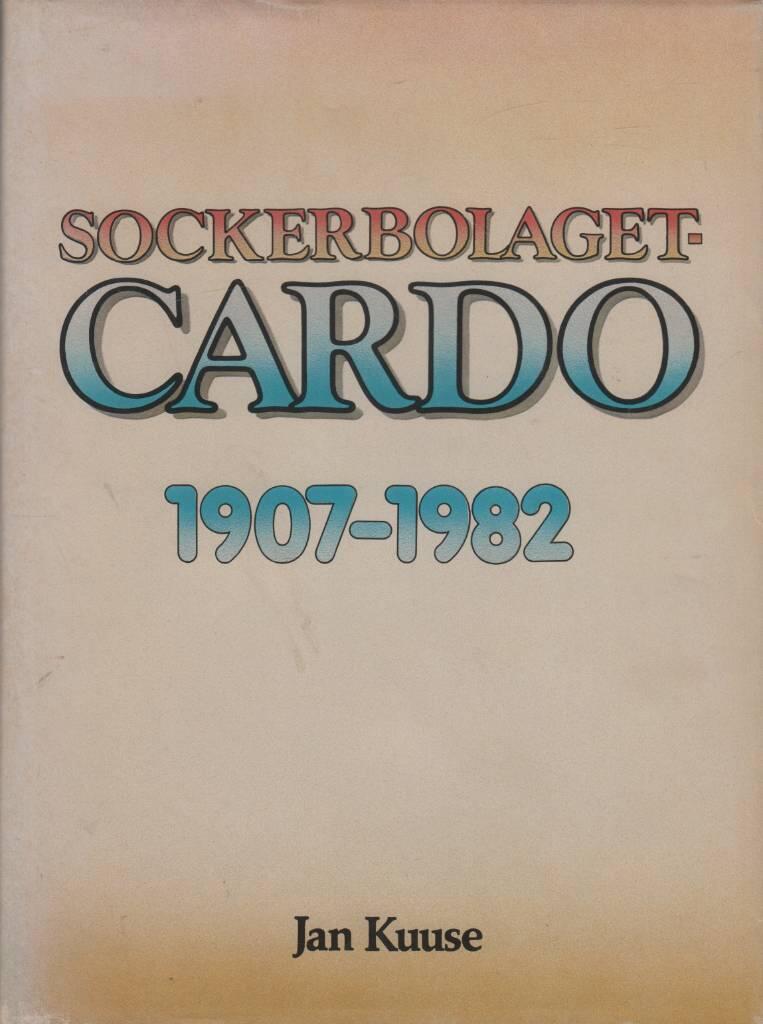 SOCKERBOLAGET-
CARDO
1907-1982
Jan Kuuse